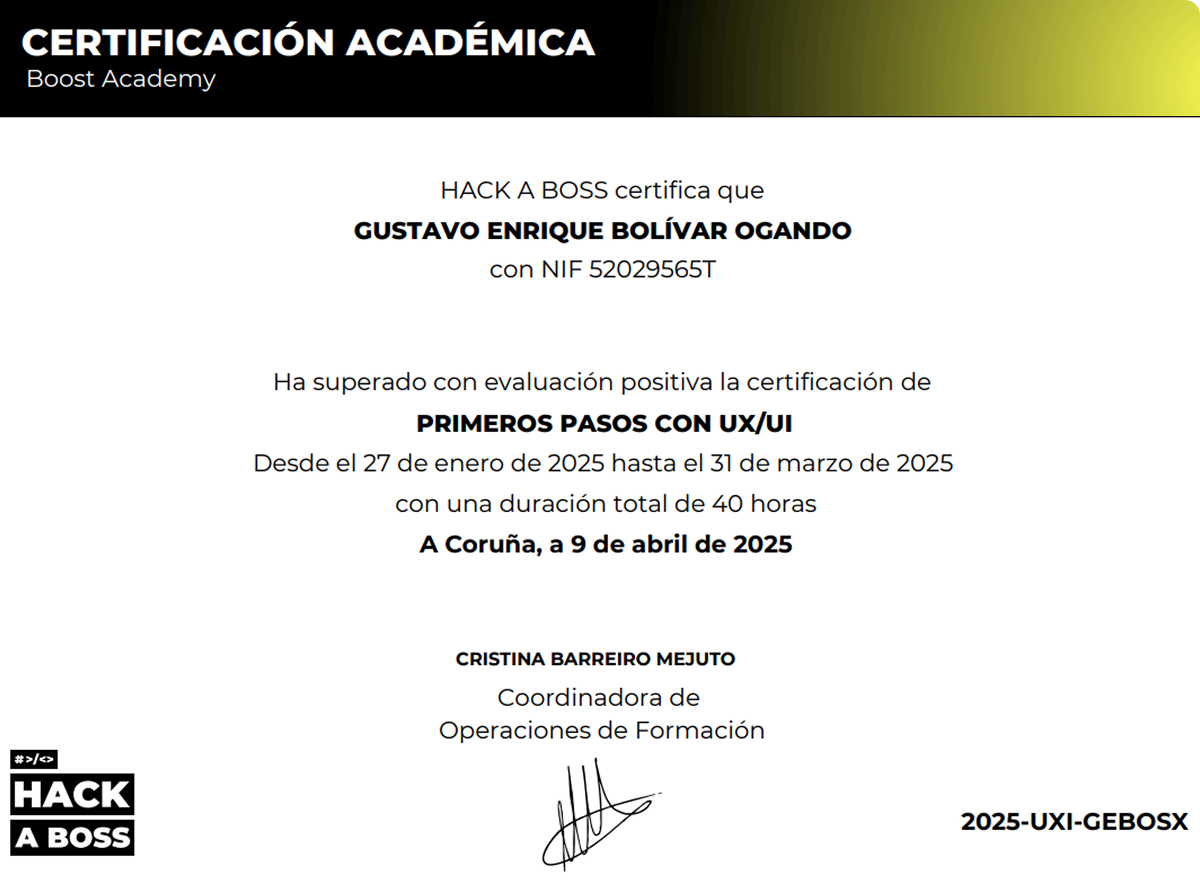 CERTIFICACIÓN ACADÉMICA
Boost Academy
HACK A BOSS certifica que
GUSTAVO ENRIQUE BOLÍVAR OGANDO
con NIF 52029565T
Ha superado con evaluación positiva la certificación de
PRIMEROS PASOS CON UX/UI
Desde el 27 de enero de 2025 hasta el 31 de marzo de 2025
con una duración total de 40 horas
A Coruña, a 9 de abril de 2025
CRISTINA BARREIRO MEJUTO
Coordinadora de
Operaciones de Formación
#>/<>
HACK
A BOSS
2025-UXI-GEBOSX